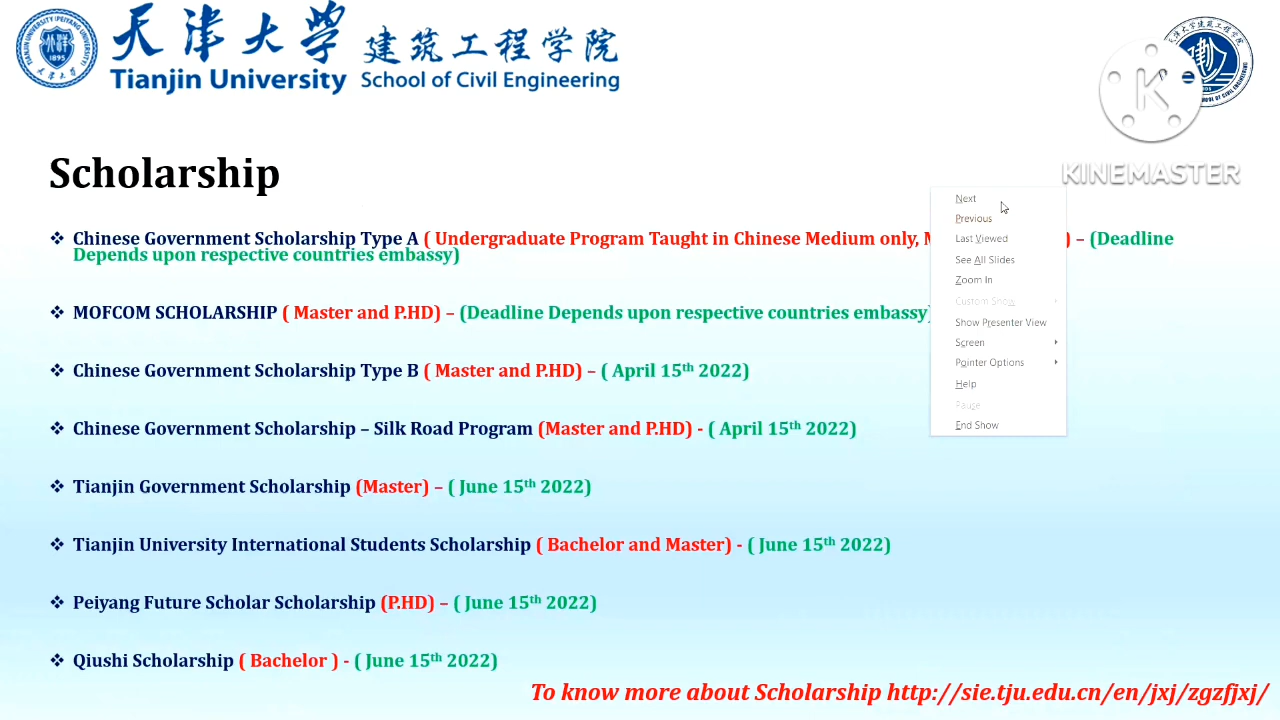 天津大学 建筑工程学院
Tianjin University School of Civil Engineering
1895
K
KINEMASTER
Scholarship
❖ Chinese Government Scholarship Type A ( Undergraduate Program Taught in Chinese Medium only, ) – (Deadline
Depends upon respective countries embassy)
❖ MOFCOM SCHOLARSHIP ( Master and P.HD) – (Deadline Depends upon respective countries embassy)
❖ Chinese Government Scholarship Type B ( Master and P.HD) – ( April 15th 2022)
❖ Chinese Government Scholarship – Silk Road Program (Master and P.HD) - ( April 15th 2022)
❖ Tianjin Government Scholarship (Master) – ( June 15th 2022)
❖ Tianjin University International Students Scholarship ( Bachelor and Master) - ( June 15th 2022)
❖ Peiyang Future Scholar Scholarship (P.HD) – ( June 15th 2022)
❖ Qiushi Scholarship ( Bachelor ) - ( June 15th 2022)
To know more about Scholarship http://sie.tju.edu.cn/en/jxj/zgzfjxj/
Next
Previous
Last Viewed
See All Slides
Zoom In
Custom Show
Show Presenter View
Screen
Pointer Options
Help
Pause
End Show